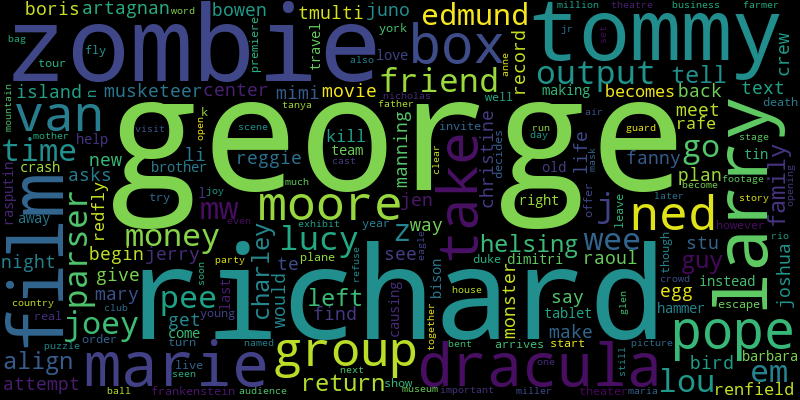 boris artagnan word bowen tmulti juno edmund tommy million theatre business farmer
bag zombie fly premiere travel york box record jr set crew
tour also love friend output tell
island n musketeer center mimi movie anne making becomes back text death
mountain van george tanya nicholas father well air meet rafe stage
mother help visit open k scene manning invite run day guard mask go larry
time new li reggie kill team cast christine clear decides old life fanny plan tin footage family opening
rasputin crash asks brother l joy much jen take right offer become story
away redfly try mw even moore z way ned later however
parser money exhibit year j leave escape
film night begin jerry te lucy see helsing wee stu guy instead joshua io
give charley plane refuse duke dimitri raoul though crowd
mary last would soon left find causing eagle bison monster egg hammer
country party richard house say tablet glen pope
real club pee young together
joey order get come group bent arrives start make picture bird barbara
align puzzle turn named marie dracula still lou em
attempt live seen next return show one renfield
ball frankenstein audience museum important miller theater maria